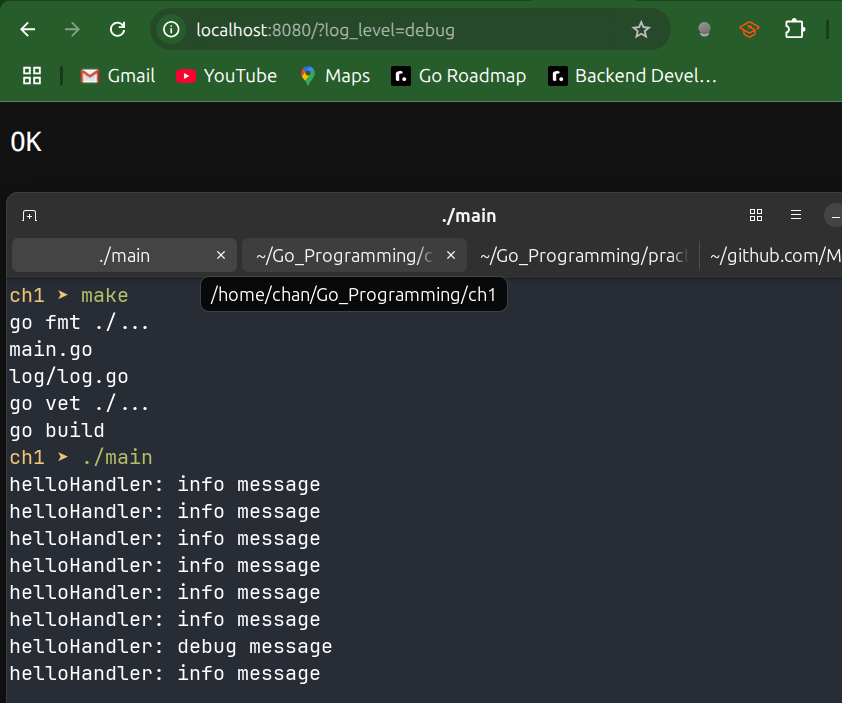 localhost:8080/?log_level=debug
Gmail YouTube Maps r. Go Roadmap r. Backend Devel…
OK
./main
./main × ~/Go_Programming/c × ~/Go_Programming/pract ~/github.com/M
ch1 ➤ make
/home/chan/Go_Programming/ch1
go fmt ./...
main.go
log/log.go
go vet ./...
go build
ch1 ➤ ./main
helloHandler: info message
helloHandler: info message
helloHandler: info message
helloHandler: info message
helloHandler: info message
helloHandler: info message
helloHandler: debug message
helloHandler: info message